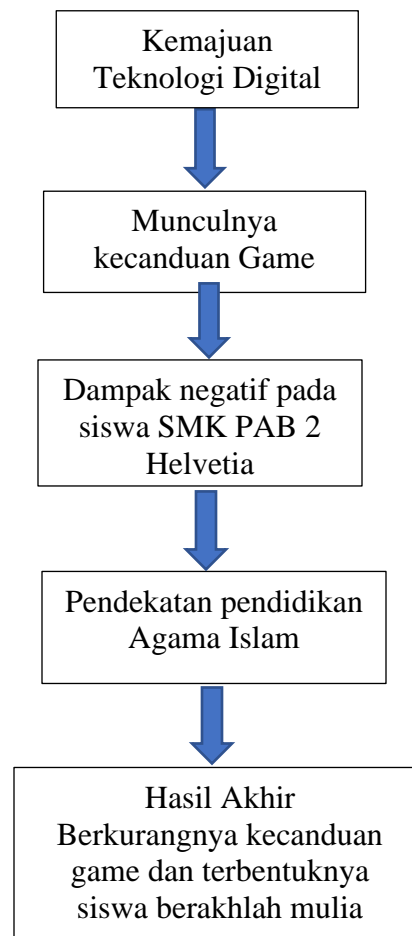 Kemajuan
Teknologi Digital
Munculnya
kecanduan Game
Dampak negatif pada
siswa SMK PAB 2
Helvetia
Pendekatan pendidikan
Agama Islam
Hasil Akhir
Berkurangnya kecanduan
game dan terbentuknya
siswa berakhlah mulia